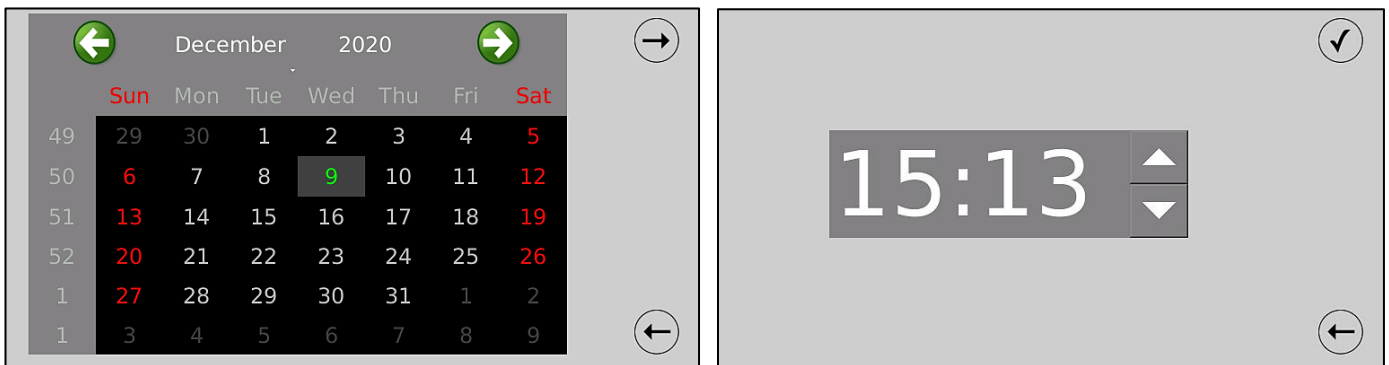 December 2020
Sun Mon Tue Wed Thu Fri Sat
49 29 30 1 2 3 4 5
50 6 7 8 9 10 11 12
51 13 14 15 16 17 18 19
52 20 21 22 23 24 25 26
1 27 28 29 30 31 1 2
1 3 4 5 6 7 8 9
15:13